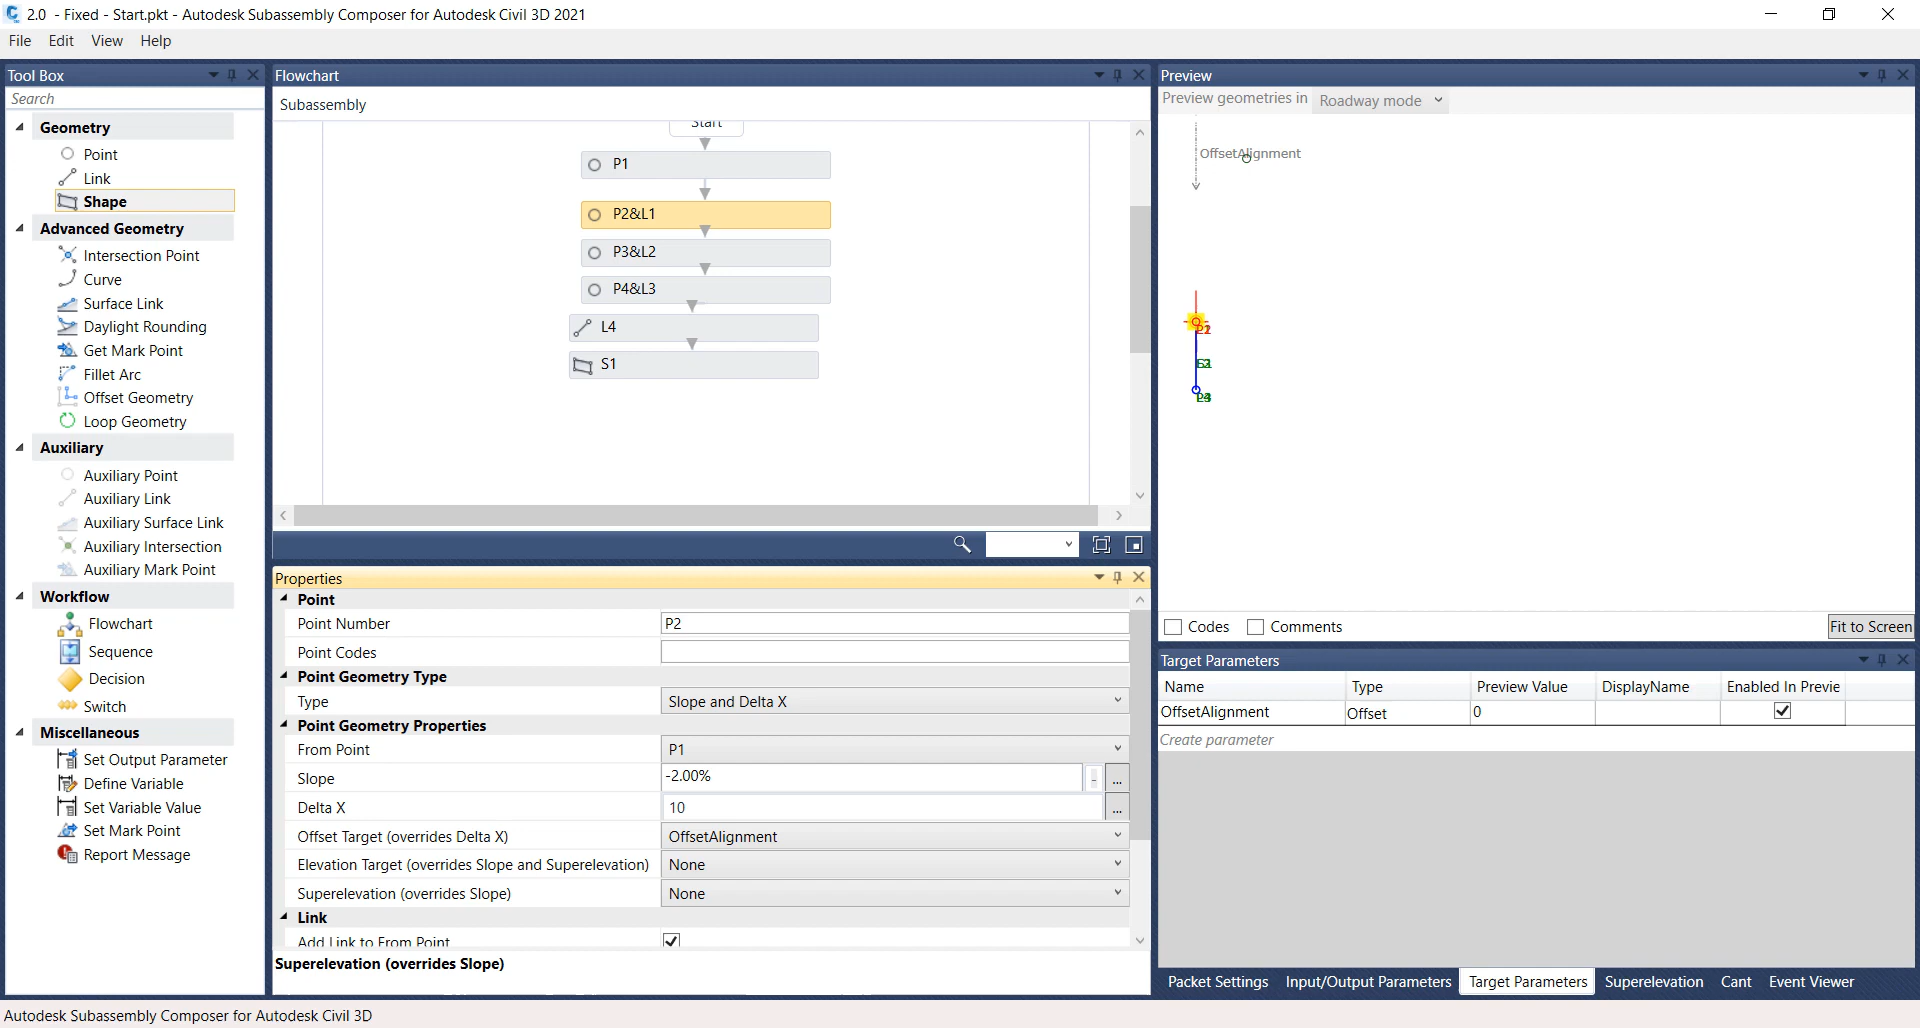 2.0 - Fixed - Start.pkt - Autodesk Subassembly Composer for Autodesk Civil 3D 2021
File Edit View Help
Tool Box
Search
Geometry
Point
Link
Shape
Advanced Geometry
Intersection Point
Curve
Surface Link
Daylight Rounding
Get Mark Point
Fillet Arc
Offset Geometry
Loop Geometry
Auxiliary
Auxiliary Point
Auxiliary Link
Auxiliary Surface Link
Auxiliary Intersection
Auxiliary Mark Point
Workflow
Flowchart
Sequence
Decision
Switch
Miscellaneous
Set Output Parameter
Define Variable
Set Variable Value
Set Mark Point
Report Message
Flowchart
Subassembly
Start
P1
P2&L1
P3&L2
P4&L3
L4
S1
Properties
Point
Point Number P2
Point Codes
Point Geometry Type
Type Slope and Delta X
Point Geometry Properties
From Point P1
Slope -2.00% ...
Delta X 10 ...
Offset Target (overrides Delta X) OffsetAlignment
Elevation Target (overrides Slope and Superelevation) None
Superelevation (overrides Slope) None
Link
Add Link to From Point
Superelevation (overrides Slope)
Preview
Preview geometries in Roadway mode
OffsetAlignment
Codes Comments Fit to Screen
Target Parameters
Name Type Preview Value DisplayName Enabled In Previe
OffsetAlignment Offset 0
Create parameter
Packet Settings Input/Output Parameters Target Parameters Superelevation Cant Event Viewer
Autodesk Subassembly Composer for Autodesk Civil 3D